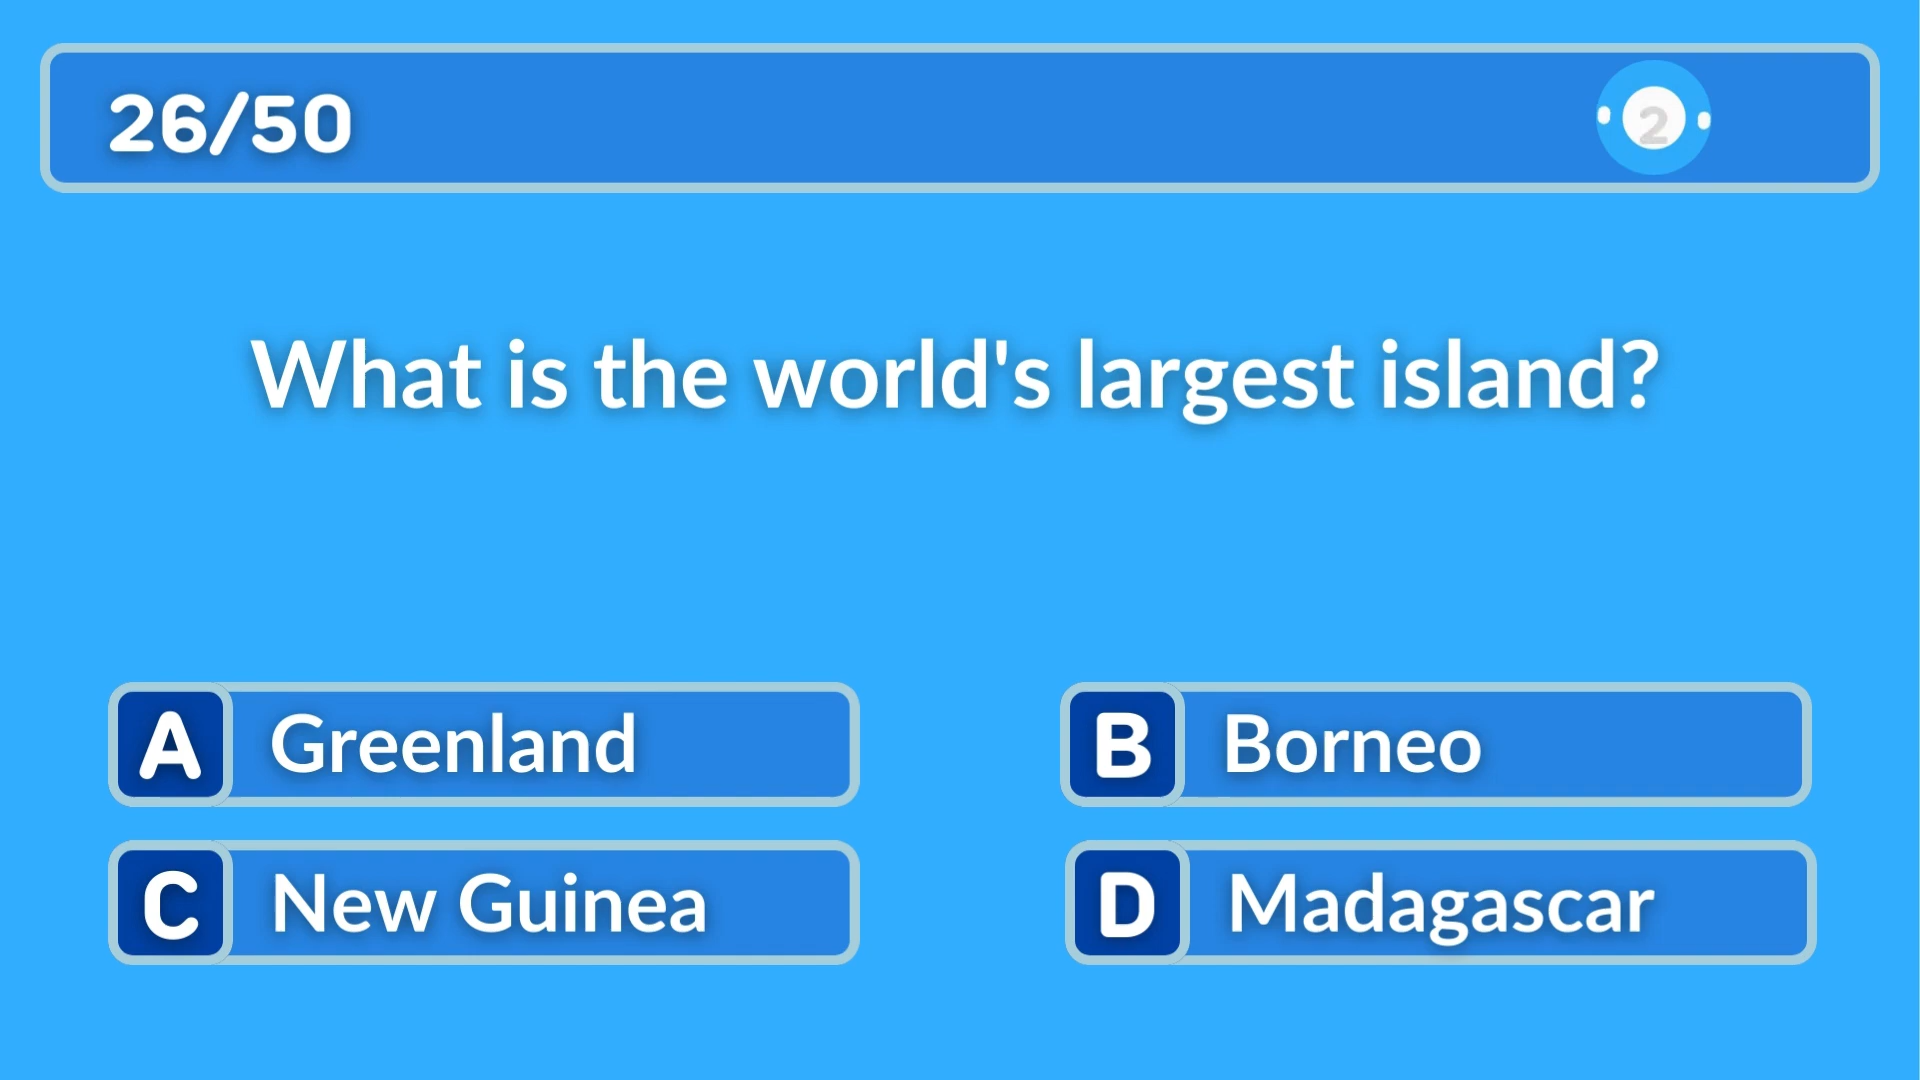 26/50
2
What is the world's largest island?
A Greenland
B Borneo
C New Guinea
D Madagascar